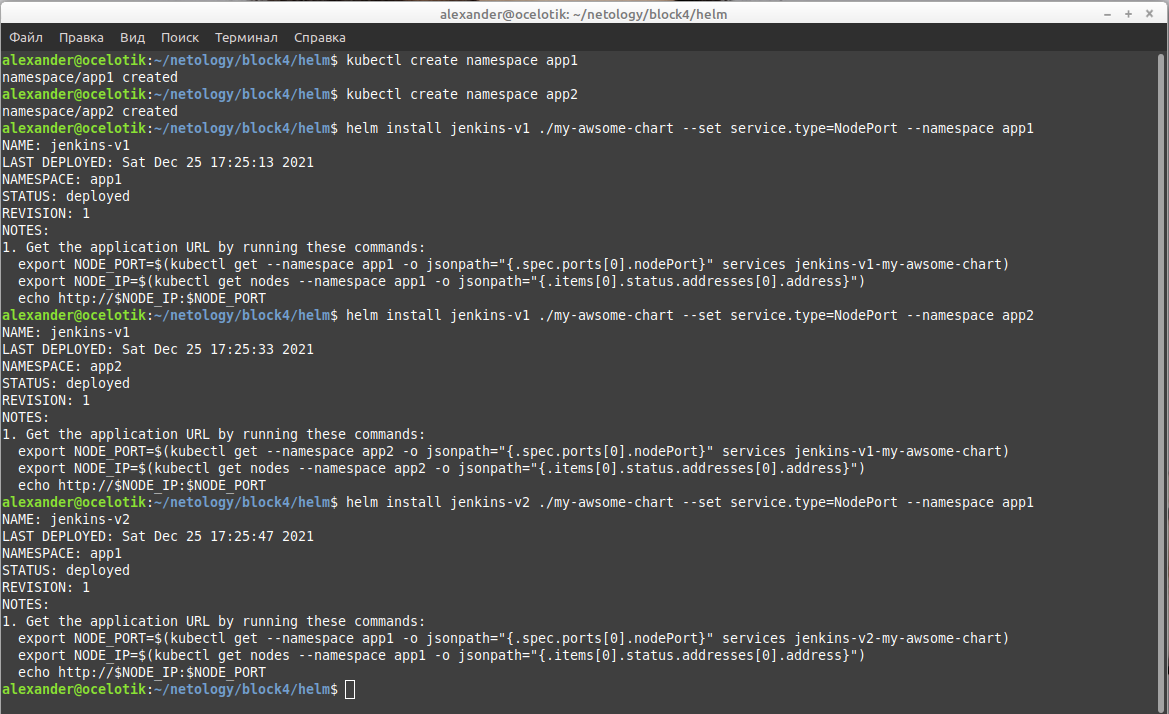 alexander@ocelotik: ~/netology/block4/helm
Файл Правка Вид Поиск Терминал Справка
alexander@ocelotik:~/netology/block4/helm$ kubectl create namespace app1
namespace/app1 created
alexander@ocelotik:~/netology/block4/helm$ kubectl create namespace app2
namespace/app2 created
alexander@ocelotik:~/netology/block4/helm$ helm install jenkins-v1 ./my-awsome-chart --set service.type=NodePort --namespace app1
NAME: jenkins-v1
LAST DEPLOYED: Sat Dec 25 17:25:13 2021
NAMESPACE: app1
STATUS: deployed
REVISION: 1
NOTES:
1. Get the application URL by running these commands:
  export NODE_PORT=$(kubectl get --namespace app1 -o jsonpath="{.spec.ports[0].nodePort}" services jenkins-v1-my-awsome-chart)
  export NODE_IP=$(kubectl get nodes --namespace app1 -o jsonpath="{.items[0].status.addresses[0].address}")
  echo http://$NODE_IP:$NODE_PORT
alexander@ocelotik:~/netology/block4/helm$ helm install jenkins-v1 ./my-awsome-chart --set service.type=NodePort --namespace app2
NAME: jenkins-v1
LAST DEPLOYED: Sat Dec 25 17:25:33 2021
NAMESPACE: app2
STATUS: deployed
REVISION: 1
NOTES:
1. Get the application URL by running these commands:
  export NODE_PORT=$(kubectl get --namespace app2 -o jsonpath="{.spec.ports[0].nodePort}" services jenkins-v1-my-awsome-chart)
  export NODE_IP=$(kubectl get nodes --namespace app2 -o jsonpath="{.items[0].status.addresses[0].address}")
  echo http://$NODE_IP:$NODE_PORT
alexander@ocelotik:~/netology/block4/helm$ helm install jenkins-v2 ./my-awsome-chart --set service.type=NodePort --namespace app1
NAME: jenkins-v2
LAST DEPLOYED: Sat Dec 25 17:25:47 2021
NAMESPACE: app1
STATUS: deployed
REVISION: 1
NOTES:
1. Get the application URL by running these commands:
  export NODE_PORT=$(kubectl get --namespace app1 -o jsonpath="{.spec.ports[0].nodePort}" services jenkins-v2-my-awsome-chart)
  export NODE_IP=$(kubectl get nodes --namespace app1 -o jsonpath="{.items[0].status.addresses[0].address}")
  echo http://$NODE_IP:$NODE_PORT
alexander@ocelotik:~/netology/block4/helm$